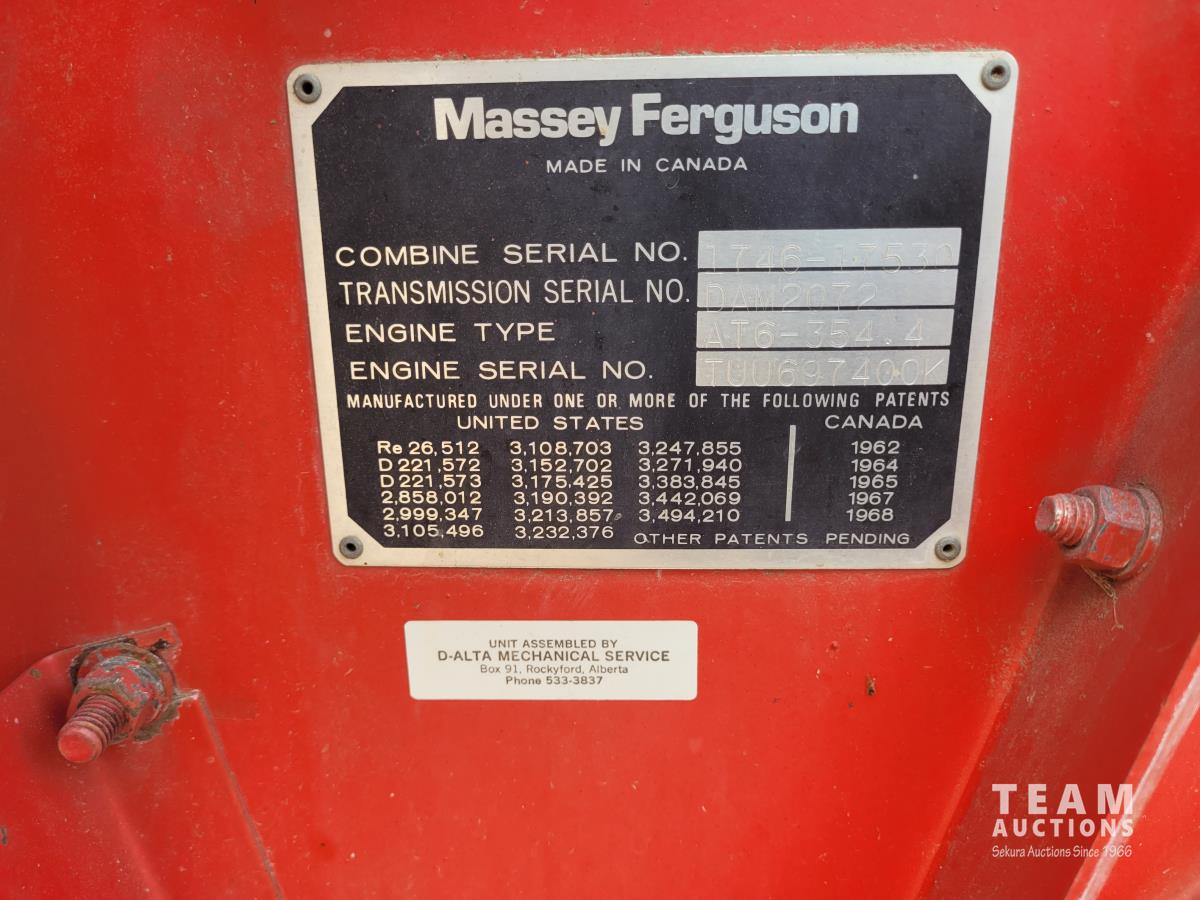 Massey Ferguson
MADE IN CANADA
COMBINE SERIAL NO. 1746-17530
TRANSMISSION SERIAL NO. DAM2072
ENGINE TYPE AT6-354.4
ENGINE SERIAL NO. TUU697400K
MANUFACTURED UNDER ONE OR MORE OF THE FOLLOWING PATENTS
UNITED STATES CANADA
Re 26,512 3,108,703 3,247,855 1962
D 221,572 3,152,702 3,271,940 1964
D 221,573 3,175,425 3,383,845 1965
2,858,012 3,190,392 3,442,069 1967
2,999,347 3,213,857 3,494,210 1968
3,105,496 3,232,376 OTHER PATENTS PENDING
UNIT ASSEMBLED BY
D-ALTA MECHANICAL SERVICE
Box 91, Rockyford, Alberta
Phone 533-3837
TEAM
AUCTIONS
Sekura Auctions Since 1966